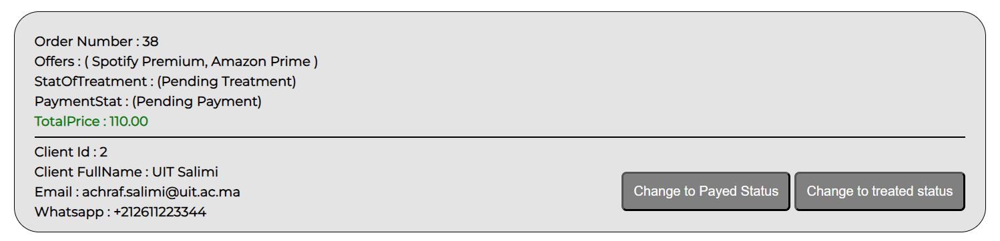 Order Number : 38
Offers : ( Spotify Premium, Amazon Prime )
StatOfTreatment : (Pending Treatment)
PaymentStat : (Pending Payment)
TotalPrice : 110.00
Client Id : 2
Client FullName : UIT Salimi
Email : achraf.salimi@uit.ac.ma
Whatsapp : +212611223344
Change to Payed Status
Change to treated status